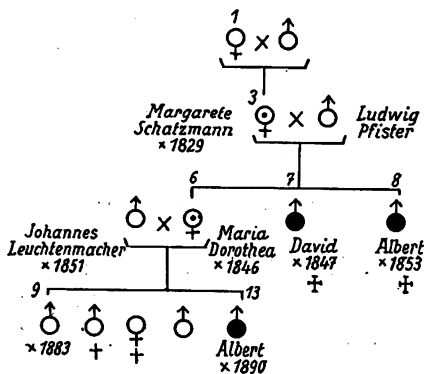 1
3
Margarete
Schatzmann
×1829
Ludwig
Pfister
6
7
8
Johannes
Leuchtenmacher
×1851
Maria
Dorothea
×1846
David
×1847
Albert
×1853
9
13
×1883
Albert
×1890